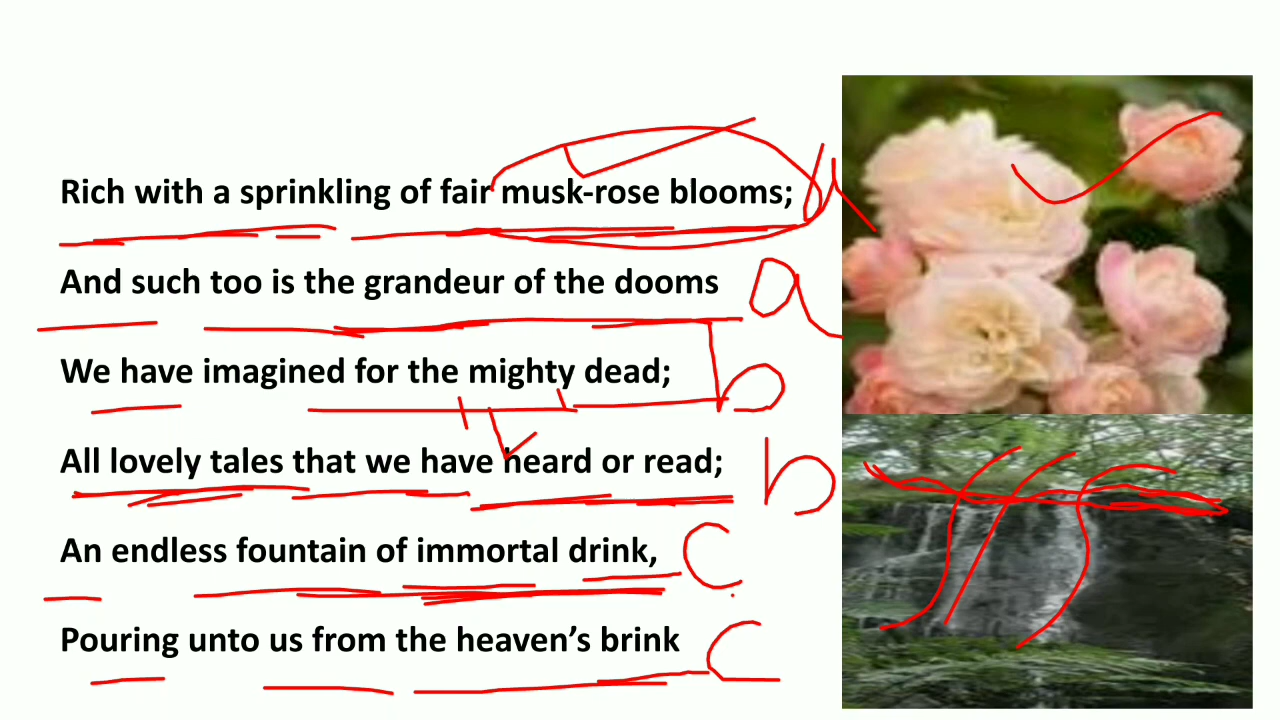 Rich with a sprinkling of fair musk-rose blooms; a
And such too is the grandeur of the dooms a
We have imagined for the mighty dead; b
All lovely tales that we have heard or read; b
An endless fountain of immortal drink, c
Pouring unto us from the heaven's brink c